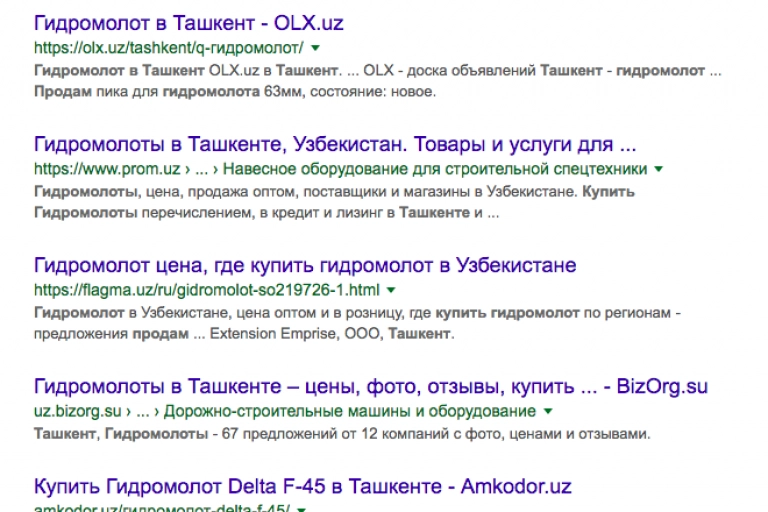 Гидромолот в Ташкент - OLX.uz
https://olx.uz/tashkent/q-гидромолот/
Гидромолот в Ташкент OLX.uz в Ташкент. ... OLX - доска объявлений Ташкент - гидромолот ...
Продам пика для гидромолота 63мм, состояние: новое.
Гидромолоты в Ташкенте, Узбекистан. Товары и услуги для ...
https://www.prom.uz › ... › Навесное оборудование для строительной спецтехники
Гидромолоты, цена, продажа оптом, поставщики и магазины в Узбекистане. Купить
Гидромолоты перечислением, в кредит и лизинг в Ташкенте и ...
Гидромолот цена, где купить гидромолот в Узбекистане
https://flagma.uz/ru/gidromolot-so219726-1.html
Гидромолот в Узбекистане, цена оптом и в розницу, где купить гидромолот по регионам -
предложения продам ... Extension Emprise, ООО, Ташкент.
Гидромолоты в Ташкенте – цены, фото, отзывы, купить ... - BizOrg.su
uz.bizorg.su › ... › Дорожно-строительные машины и оборудование
Ташкент, Гидромолоты - 67 предложений от 12 компаний с фото, ценами и отзывами.
Купить Гидромолот Delta F-45 в Ташкенте - Amkodor.uz
amkodor.uz/гидромолот-delta-f-45/